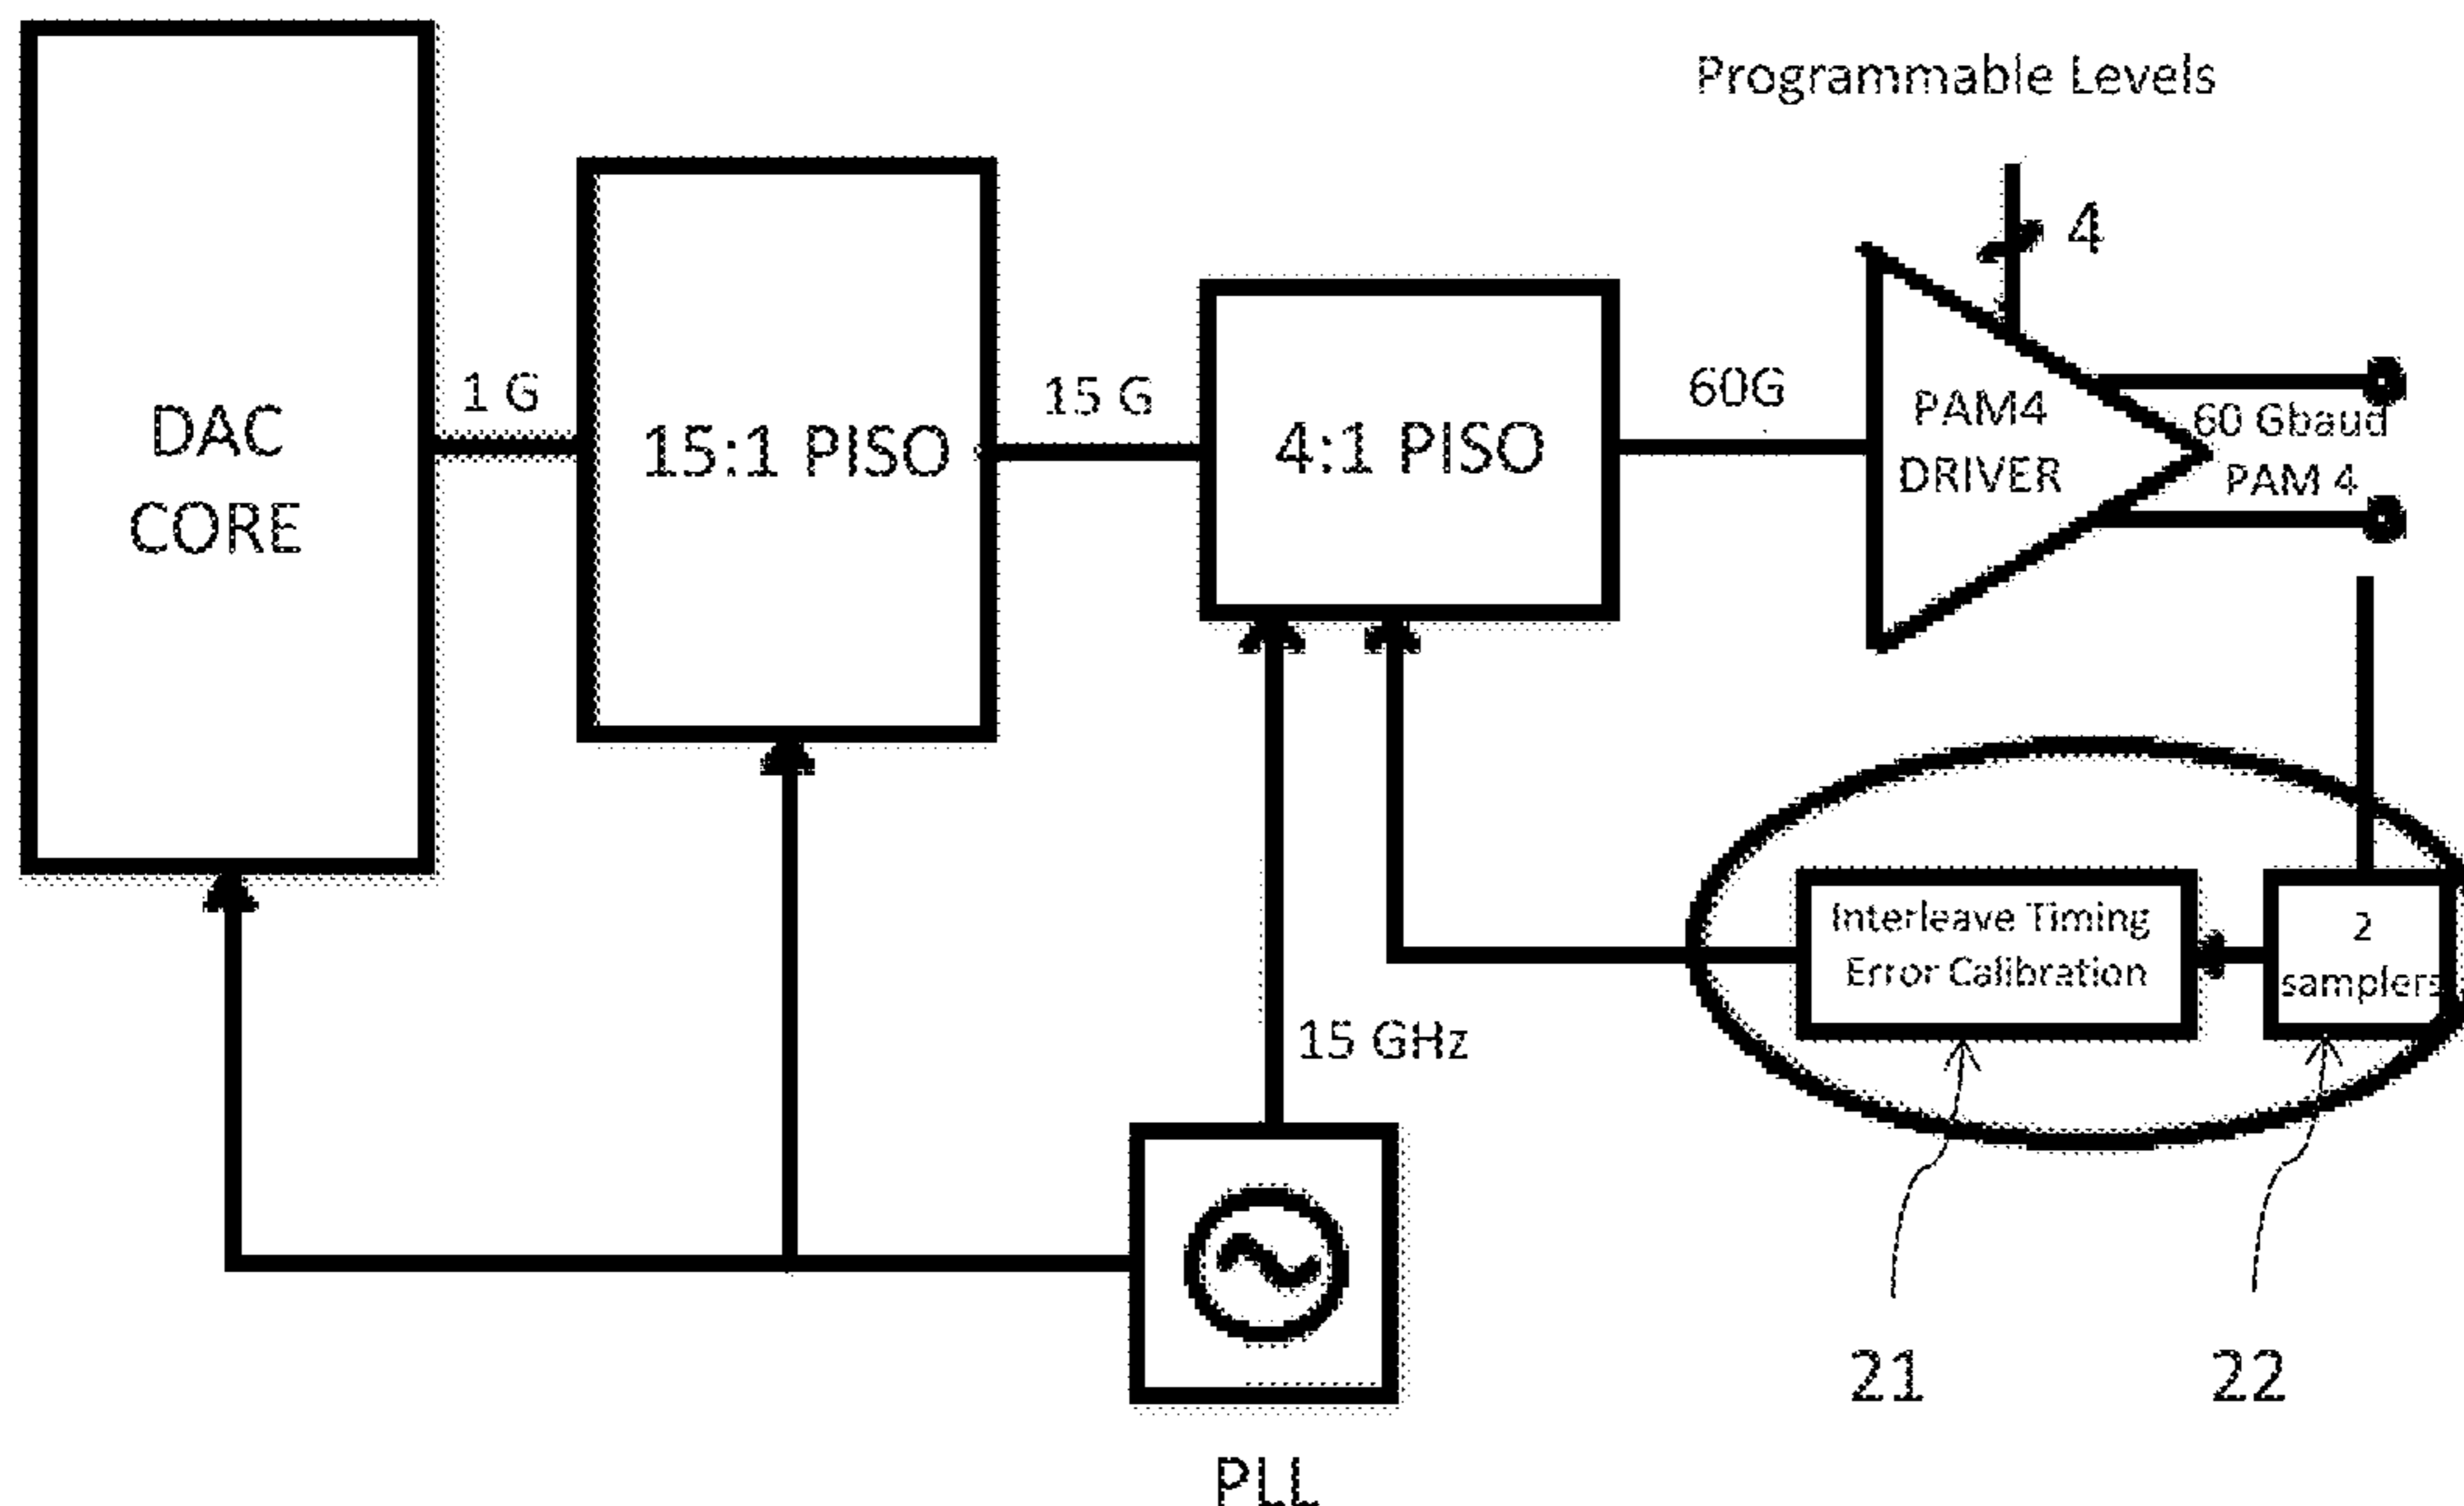 Programmable Levels
4
DAC
CORE
1 G
15:1 PISO
15 G
4:1 PISO
60G
PAM4
DRIVER
60 Gbaud
PAM 4
Interleave Timing
Error Calibration
2
samplers
15 GHz
21
22
PLL